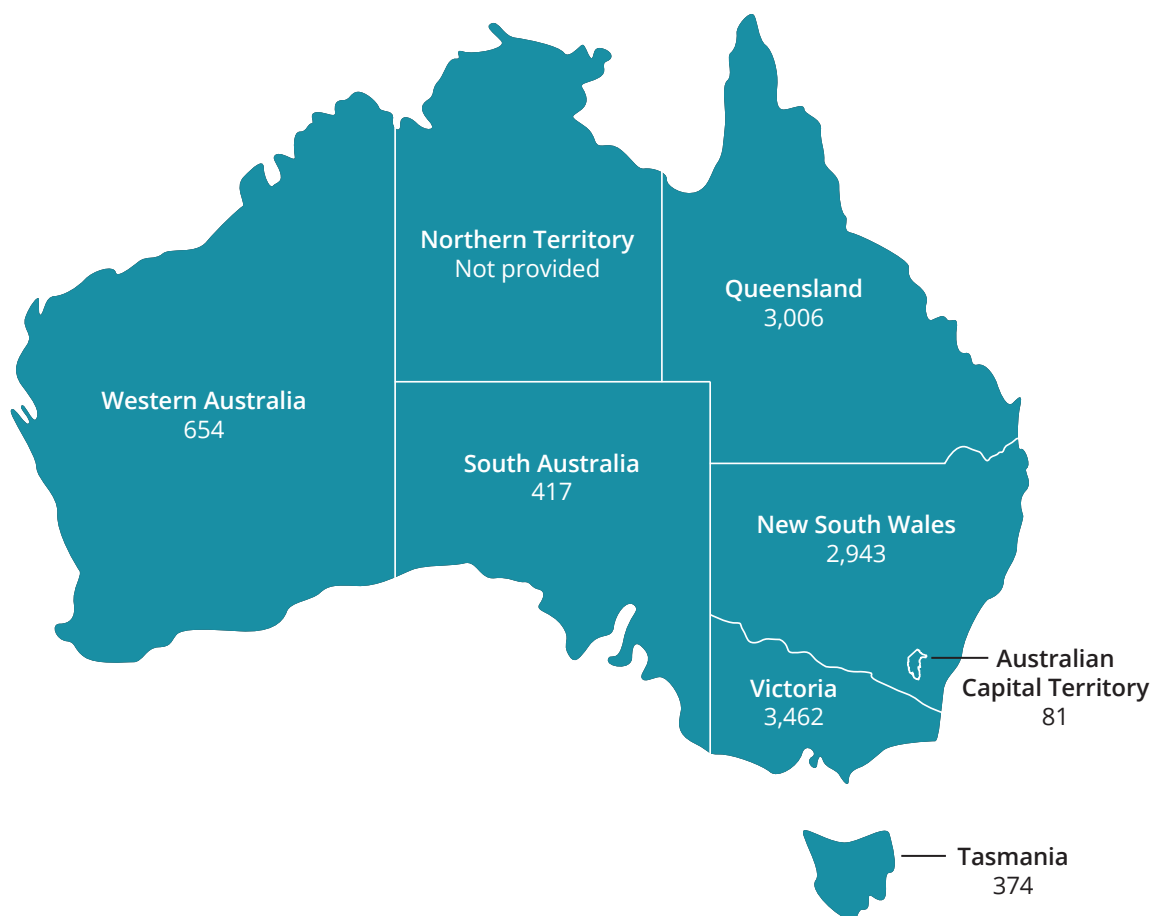 Northern Territory
Not provided
Queensland
3,006
Western Australia
654
South Australia
417
New South Wales
2,943
Australian
Capital Territory
81
Victoria
3,462
Tasmania
374